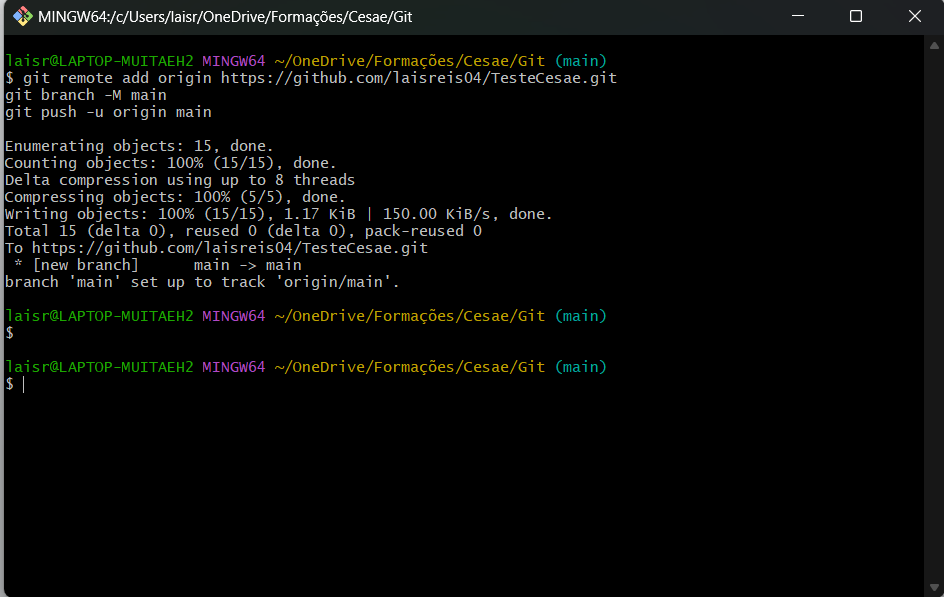 MINGW64:/c/Users/laisr/OneDrive/Formações/Cesae/Git
laisr@LAPTOP-MUITAEH2 MINGW64 ~/OneDrive/Formações/Cesae/Git (main)
$ git remote add origin https://github.com/laisreis04/TesteCesae.git
git branch -M main
git push -u origin main
Enumerating objects: 15, done.
Counting objects: 100% (15/15), done.
Delta compression using up to 8 threads
Compressing objects: 100% (5/5), done.
Writing objects: 100% (15/15), 1.17 KiB | 150.00 KiB/s, done.
Total 15 (delta 0), reused 0 (delta 0), pack-reused 0
To https://github.com/laisreis04/TesteCesae.git
 * [new branch]      main -> main
branch 'main' set up to track 'origin/main'.
laisr@LAPTOP-MUITAEH2 MINGW64 ~/OneDrive/Formações/Cesae/Git (main)
$
laisr@LAPTOP-MUITAEH2 MINGW64 ~/OneDrive/Formações/Cesae/Git (main)
$